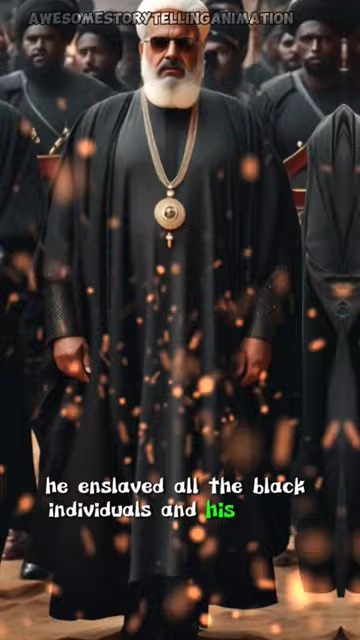 AWESOMESTORYTELLINGANIMATION
he enslaved all the black
individuals and his